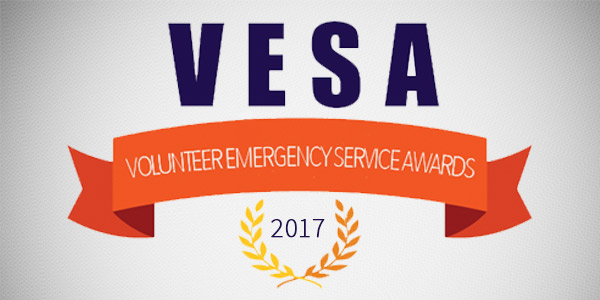 VESA
VOLUNTEER EMERGENCY SERVICE AWARDS
2017